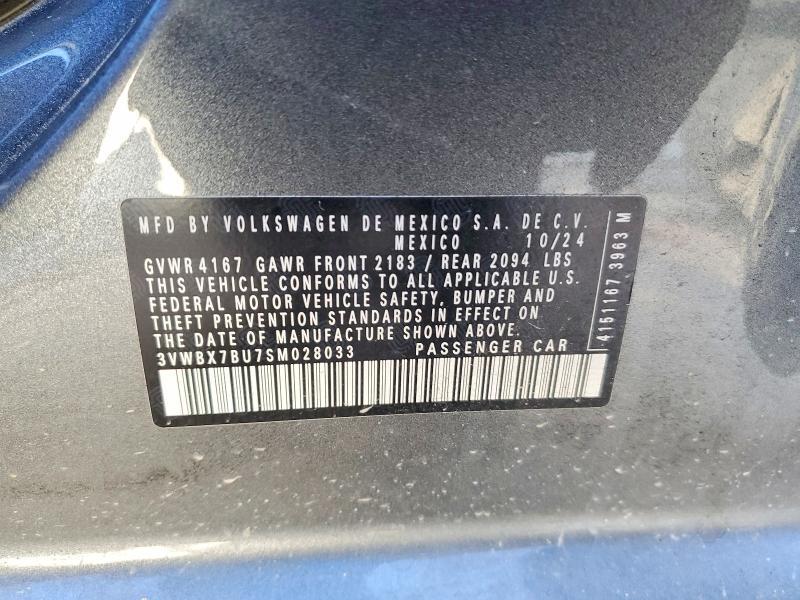 MFD BY VOLKSWAGEN DE MEXICO S.A. DE C.V.
MEXICO 10/24
GVWR 4167 GAWR FRONT 2183 / REAR 2094 LBS
THIS VEHICLE CONFORMS TO ALL APPLICABLE U.S.
FEDERAL MOTOR VEHICLE SAFETY, BUMPER AND
THEFT PREVENTION STANDARDS IN EFFECT ON
THE DATE OF MANUFACTURE SHOWN ABOVE.
3VWBX7BU7SM028033 PASSENGER CAR
4151167 3963 M